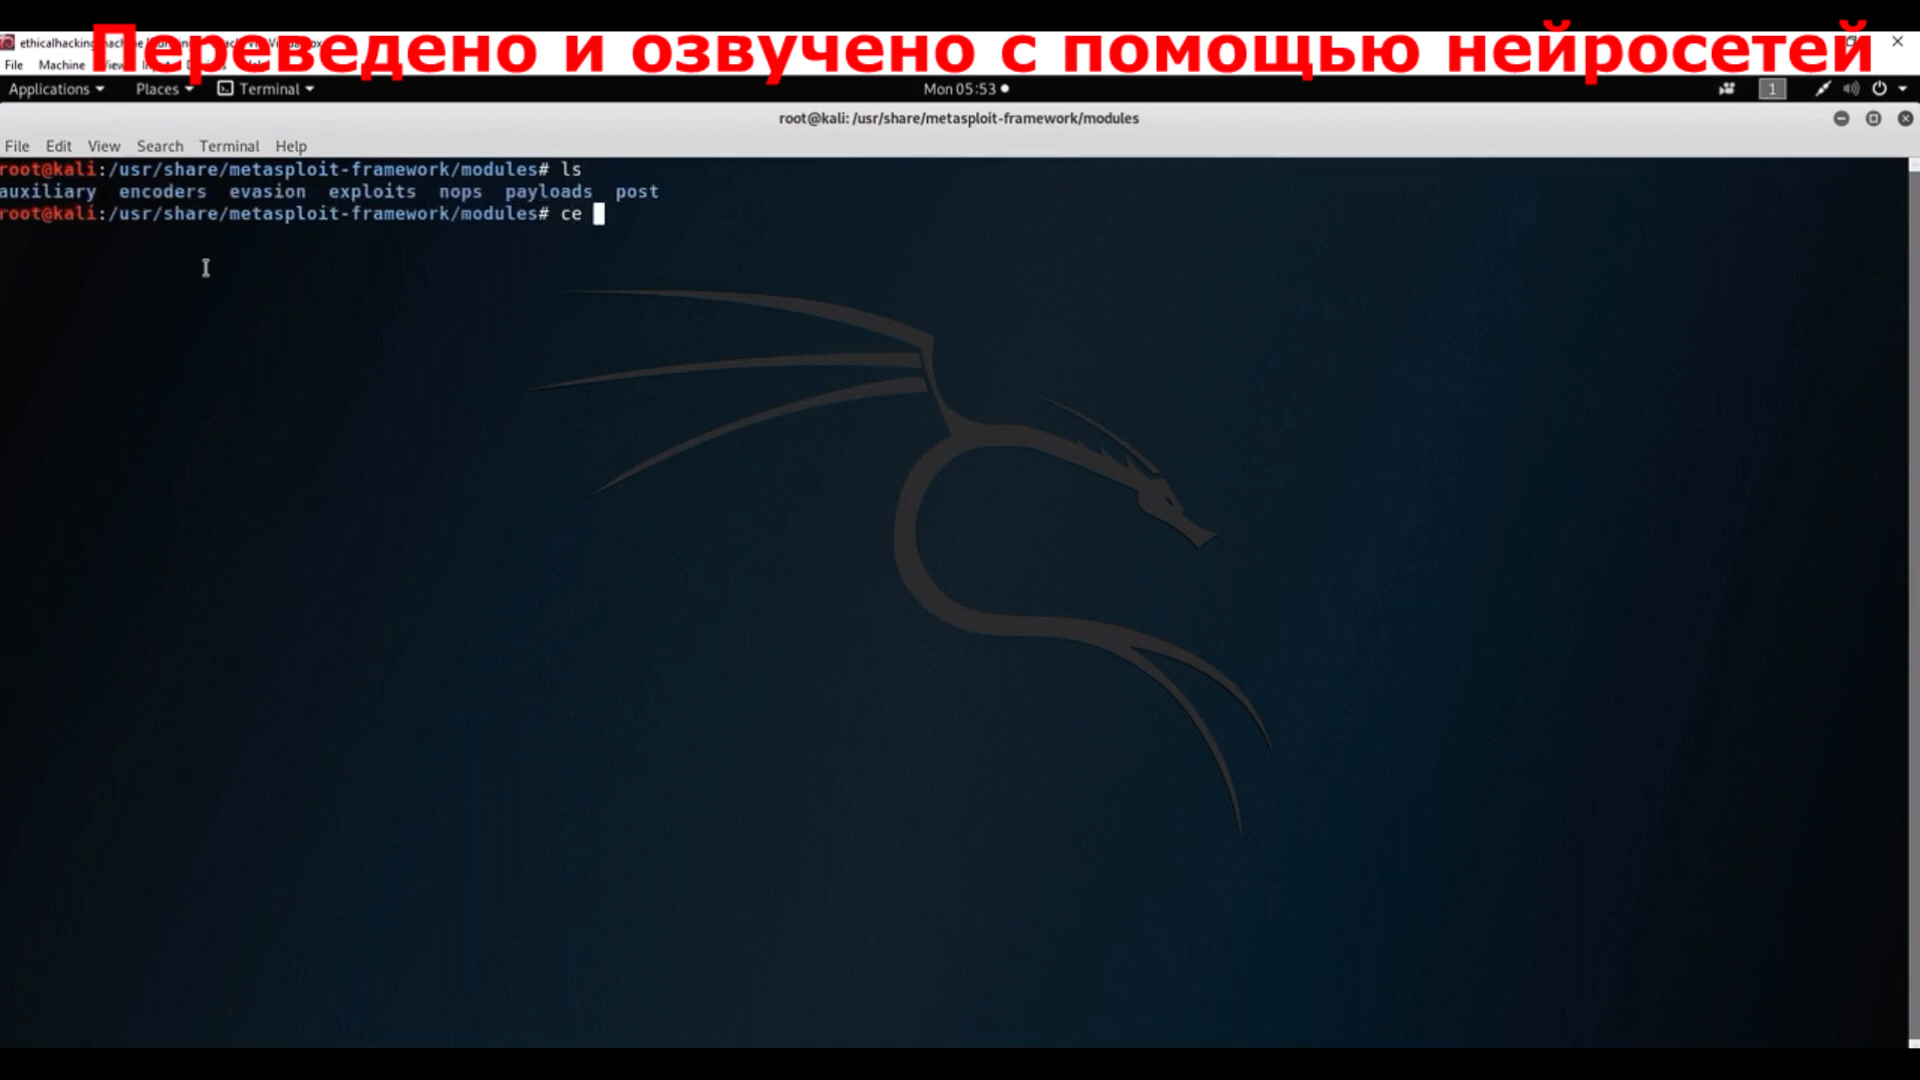 Переведено и озвучено с помощью нейросетей
ethicalhacking
File Machine
Applications Places Terminal Mon 05:53 1
root@kali: /usr/share/metasploit-framework/modules
File Edit View Search Terminal Help
root@kali:/usr/share/metasploit-framework/modules# ls
auxiliary encoders evasion exploits nops payloads post
root@kali:/usr/share/metasploit-framework/modules# ce